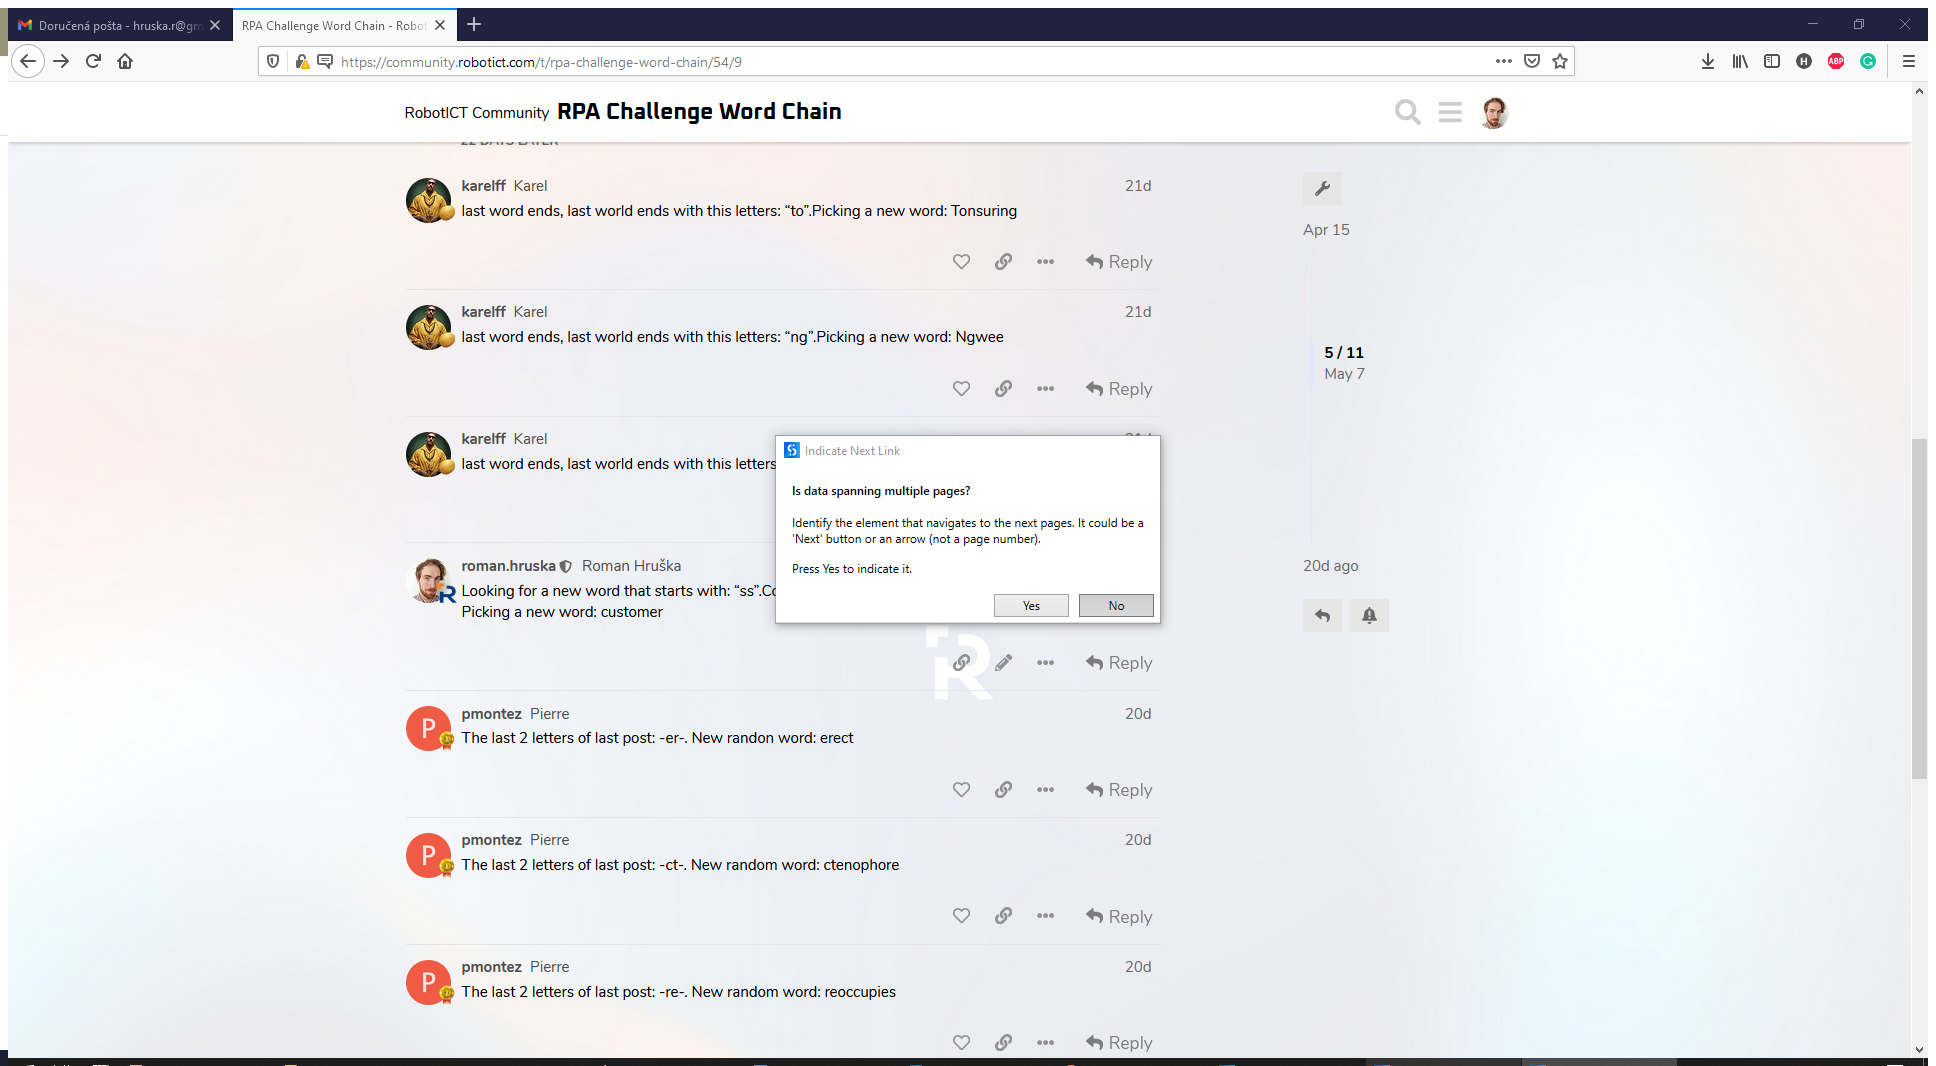 Doručená pošta - hruska.r@gm
RPA Challenge Word Chain - Robot
https://community.robotict.com/t/rpa-challenge-word-chain/54/9
H
ABP
G
RobotICT Community RPA Challenge Word Chain
22 DAYS LATER
karelff Karel
21d
last word ends, last world ends with this letters: “to”.Picking a new word: Tonsuring
Reply
Apr 15
karelff Karel
21d
last word ends, last world ends with this letters: “ng”.Picking a new word: Ngwee
Reply
5 / 11
May 7
karelff Karel
last word ends, last world ends with this letters
Indicate Next Link
Is data spanning multiple pages?
Identify the element that navigates to the next pages. It could be a
'Next' button or an arrow (not a page number).
Press Yes to indicate it.
Yes
No
roman.hruska Roman Hruška
Looking for a new word that starts with: “ss”.Co
Picking a new word: customer
Reply
20d ago
P
pmontez Pierre
20d
The last 2 letters of last post: -er-. New randon word: erect
Reply
P
pmontez Pierre
20d
The last 2 letters of last post: -ct-. New random word: ctenophore
Reply
P
pmontez Pierre
20d
The last 2 letters of last post: -re-. New random word: reoccupies
Reply